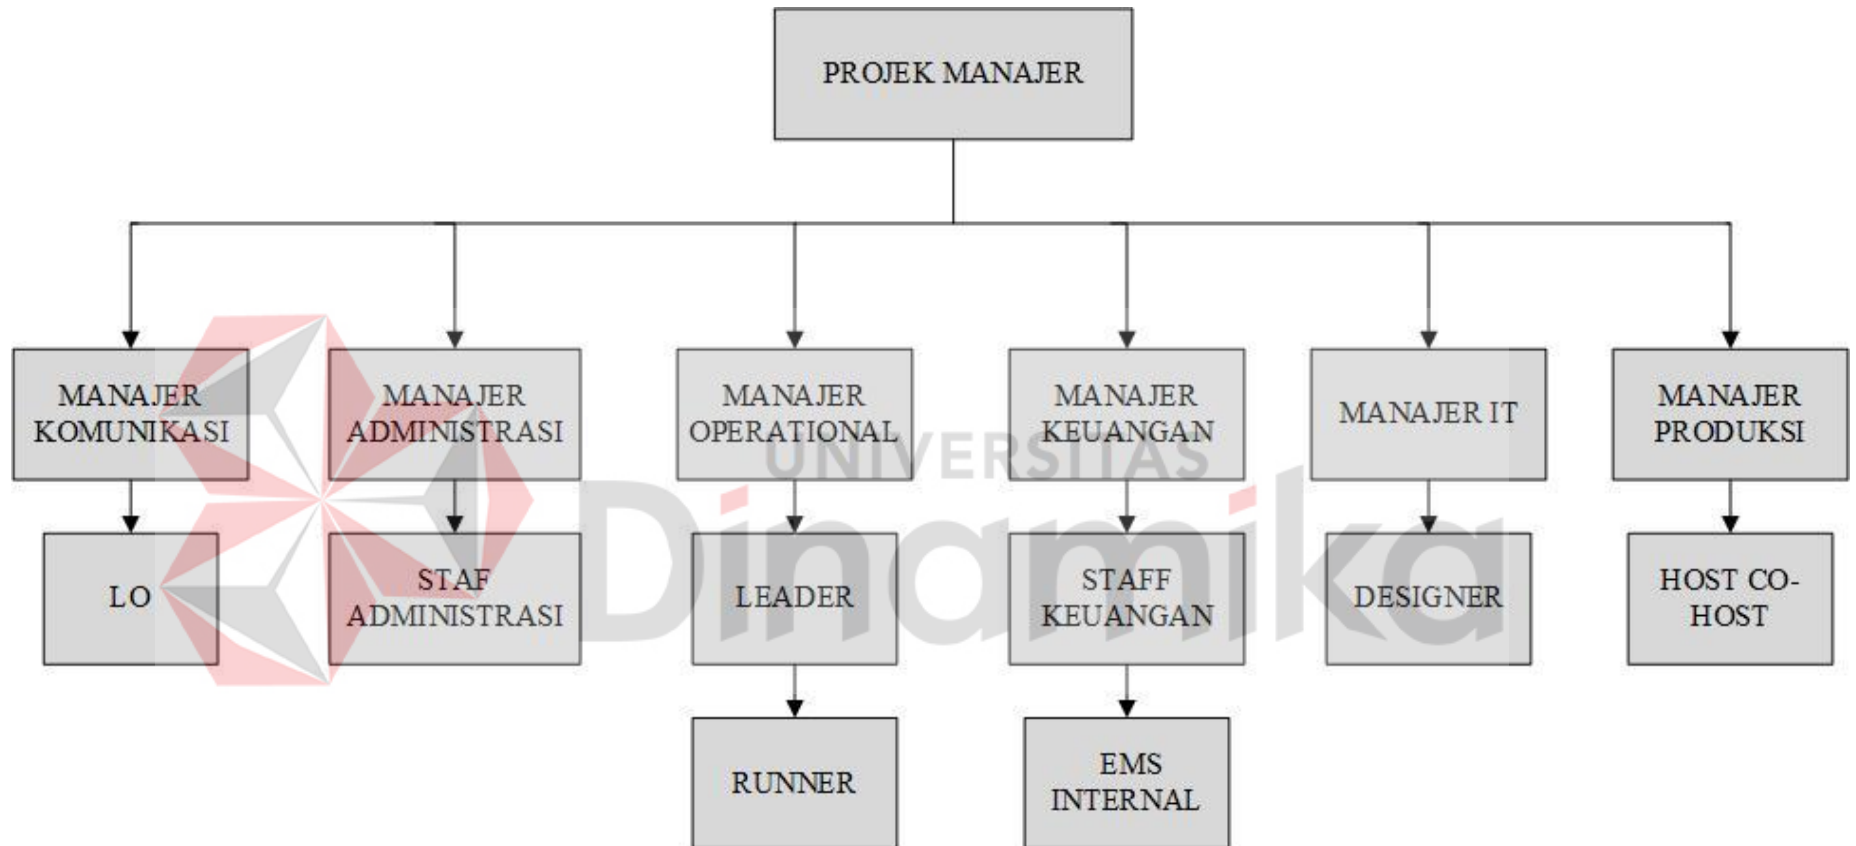 PROJEK MANAJER
MANAJER
KOMUNIKASI
MANAJER
ADMINISTRASI
MANAJER
OPERATIONAL
MANAJER
KEUANGAN
MANAJER IT
MANAJER
PRODUKSI
UNIVERSITAS
Dinamika
LO
STAF
ADMINISTRASI
LEADER
STAFF
KEUANGAN
DESIGNER
HOST CO-
HOST
RUNNER
EMS
INTERNAL